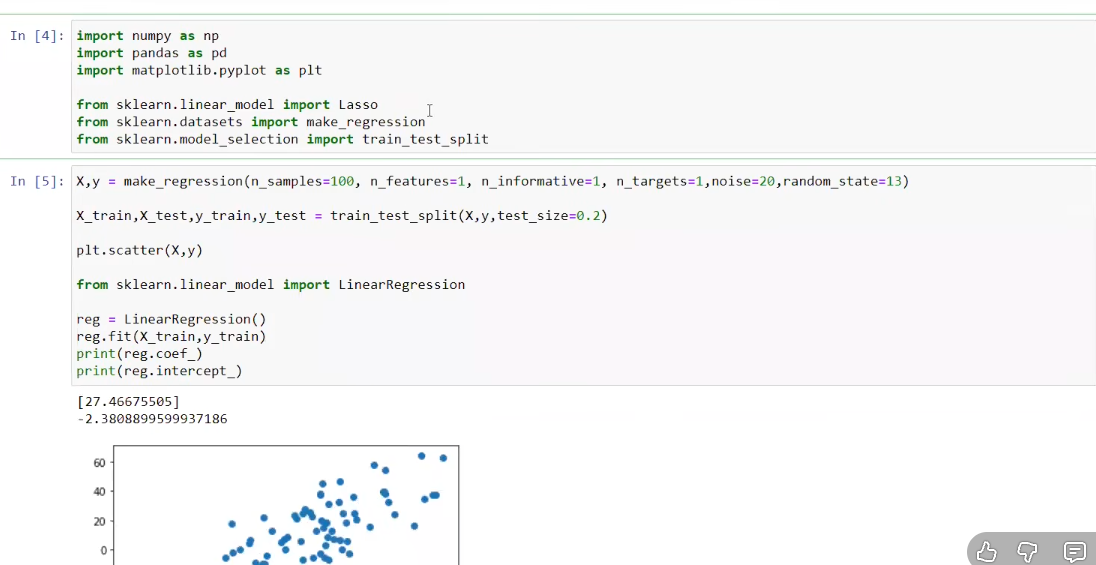 In [4]: import numpy as np
import pandas as pd
import matplotlib.pyplot as plt
from sklearn.linear_model import Lasso
from sklearn.datasets import make_regression
from sklearn.model_selection import train_test_split
In [5]: X,y = make_regression(n_samples=100, n_features=1, n_informative=1, n_targets=1,noise=20,random_state=13)
X_train,X_test,y_train,y_test = train_test_split(X,y,test_size=0.2)
plt.scatter(X,y)
from sklearn.linear_model import LinearRegression
reg = LinearRegression()
reg.fit(X_train,y_train)
print(reg.coef_)
print(reg.intercept_)
[27.46675505]
-2.3808899599937186
60
40
20
0